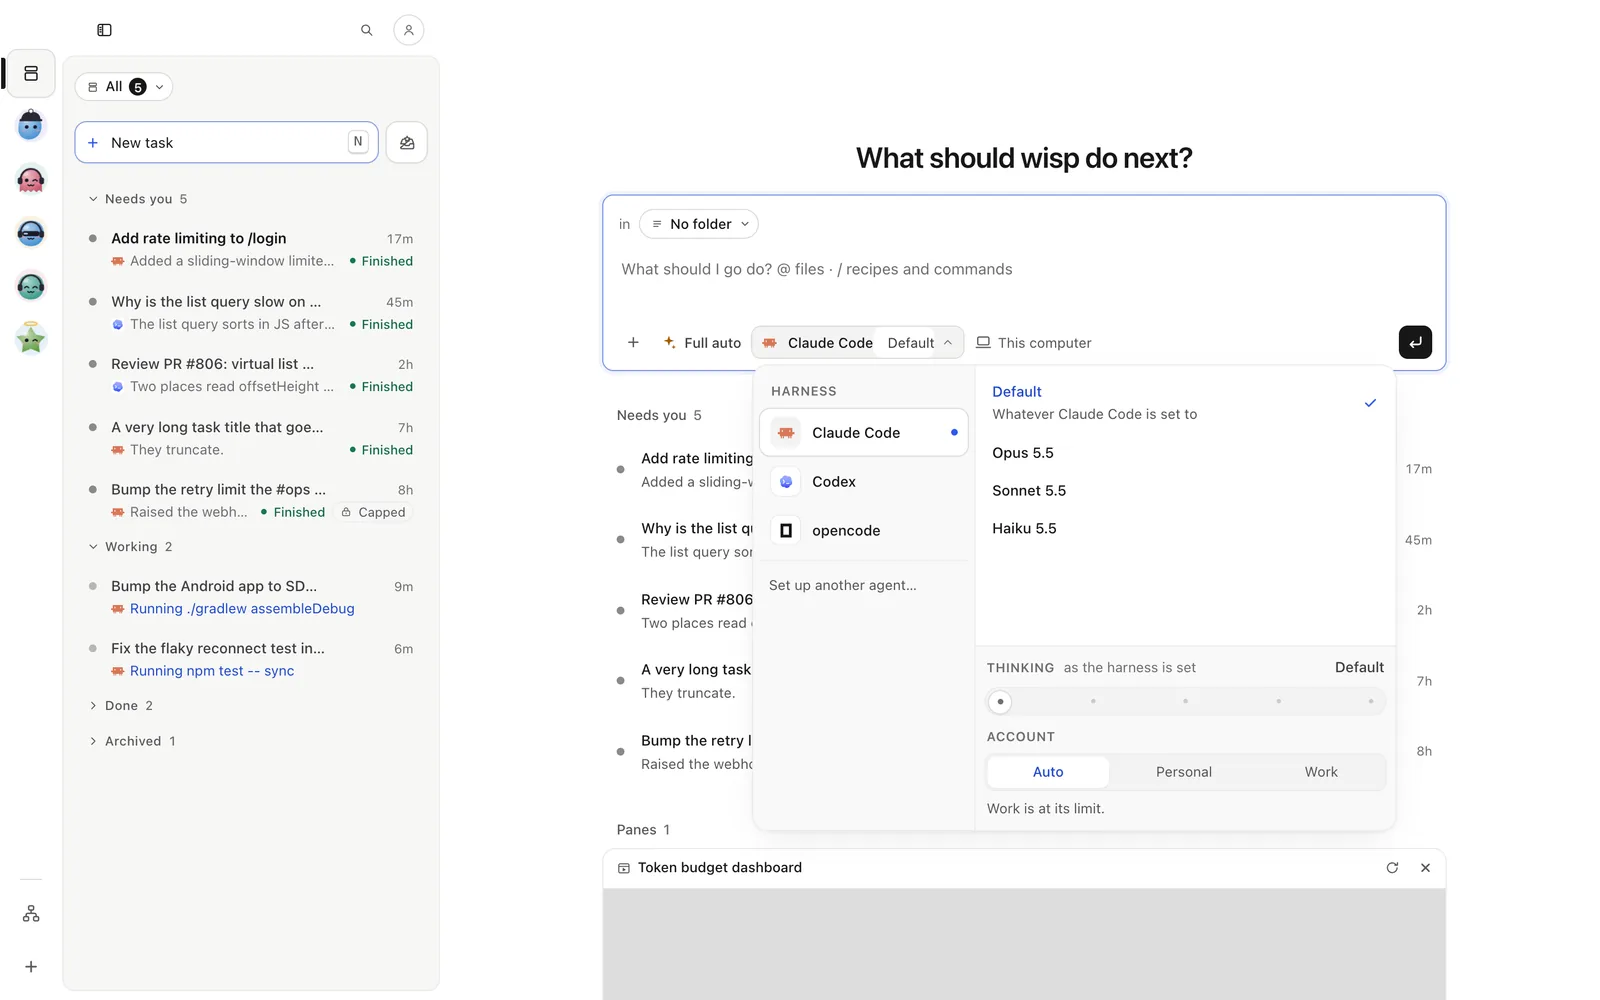 All 5
New task N
Needs you 5
Add rate limiting to /login 17m
Added a sliding-window limite... Finished
Why is the list query slow on ... 45m
The list query sorts in JS after... Finished
Review PR #806: virtual list ... 2h
Two places read offsetHeight ... Finished
A very long task title that goe... 7h
They truncate. Finished
Bump the retry limit the #ops ... 8h
Raised the webh... Finished Capped
Working 2
Bump the Android app to SD... 9m
Running ./gradlew assembleDebug
Fix the flaky reconnect test in... 6m
Running npm test -- sync
Done 2
Archived 1
What should wisp do next?
in No folder
What should I go do? @ files · / recipes and commands
Full auto Claude Code Default This computer
HARNESS
Claude Code
Codex
opencode
Set up another agent...
Default
Whatever Claude Code is set to
Opus 5.5
Sonnet 5.5
Haiku 5.5
THINKING as the harness is set Default
ACCOUNT
Auto Personal Work
Work is at its limit.
Needs you 5
Add rate limiting 17m
Added a sliding-w
Why is the list 45m
The list query
Review PR #806 2h
Two places read
A very long task 7h
They truncate.
Bump the retry 8h
Raised the
Panes 1
Token budget dashboard